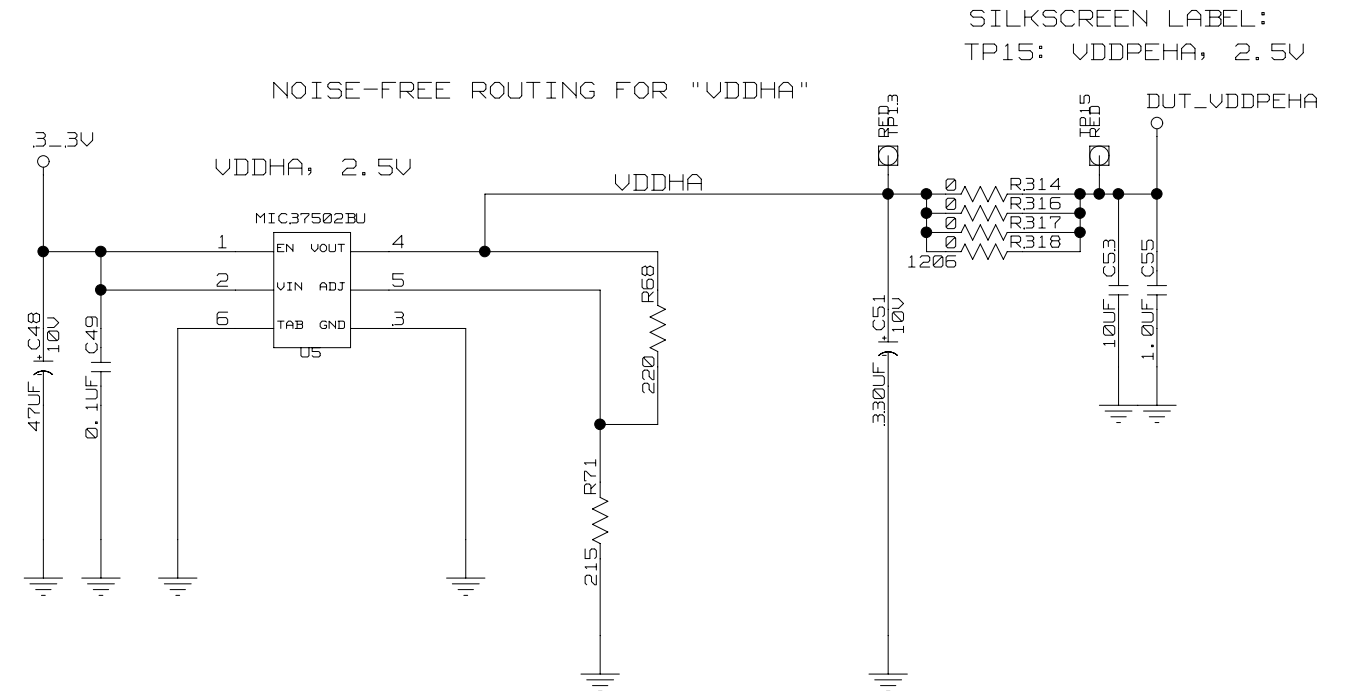 SILKSCREEN LABEL:
TP15: VDDPEHA, 2.5V
NOISE-FREE ROUTING FOR "VDDHA"
DUT_VDDPEHA
RED
TP13
TP15
RED
3_3V
VDDHA, 2.5V
VDDHA
0 R314
0 R316
0 R317
0 R318
1206
MIC37502BU
1 EN VOUT 4
2 VIN ADJ 5
6 TAB GND 3
U5
+C48
10V
47UF
C49
0.1UF
R68
220
R71
215
+C51
10V
330UF
C53
10UF
C55
1.0UF